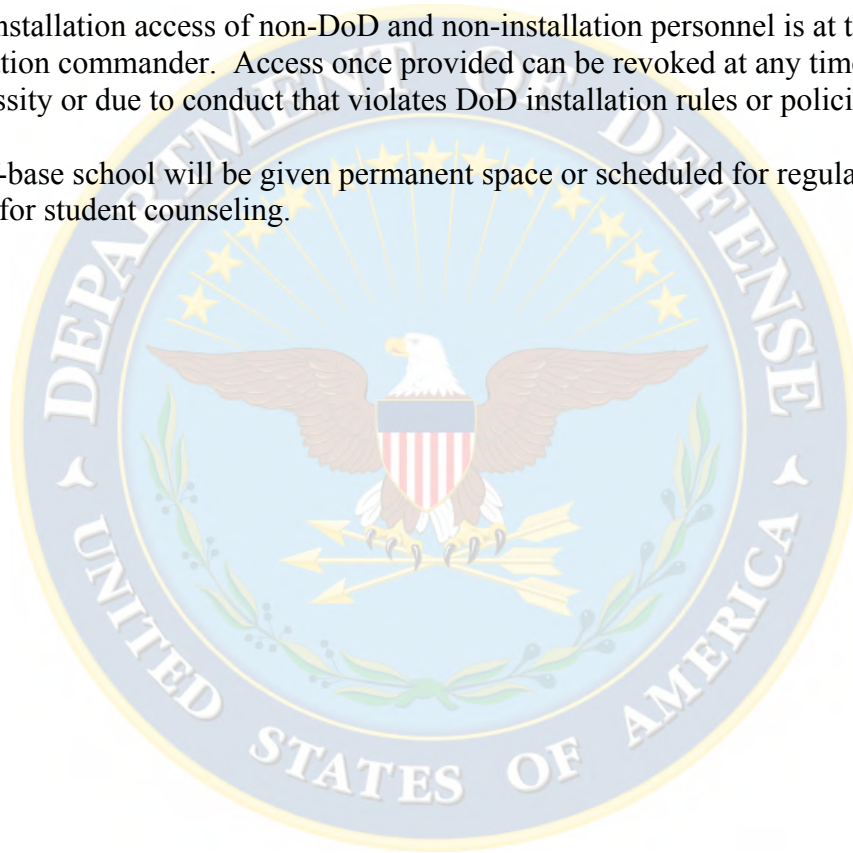 nstallation access of non-DoD and non-installation personnel is at t
tion commander.  Access once provided can be revoked at any time
ssity or due to conduct that violates DoD installation rules or polici
-base school will be given permanent space or scheduled for regula
for student counseling.
DEPARTMENT OF DEFENSE
UNITED STATES OF AMERICA